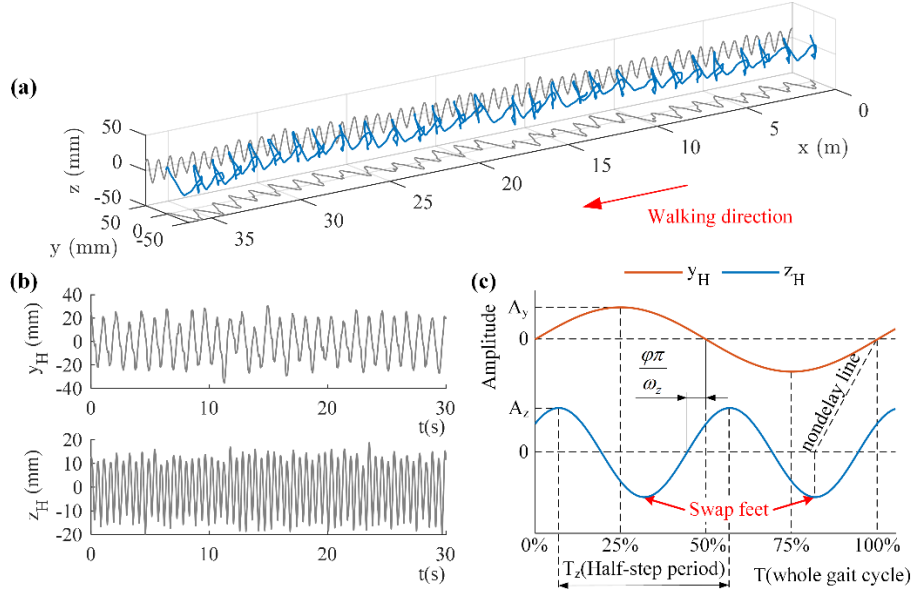 (a)
50
0
-50
z (mm)
50
0
-50
y (mm)
35
30
25
20
15
10
5
0
x (m)
Walking direction
(b)
40
20
0
-20
-40
y_H (mm)
0
10
20
30
t(s)
20
10
0
-10
-20
z_H (mm)
0
10
20
30
t(s)
(c)
y_H
z_H
Amplitude
A_y
0
A_z
0
φπ
ω_z
nondelay line
Swap feet
0%
25%
50%
75%
100%
T_z(Half-step period)
T(whole gait cycle)